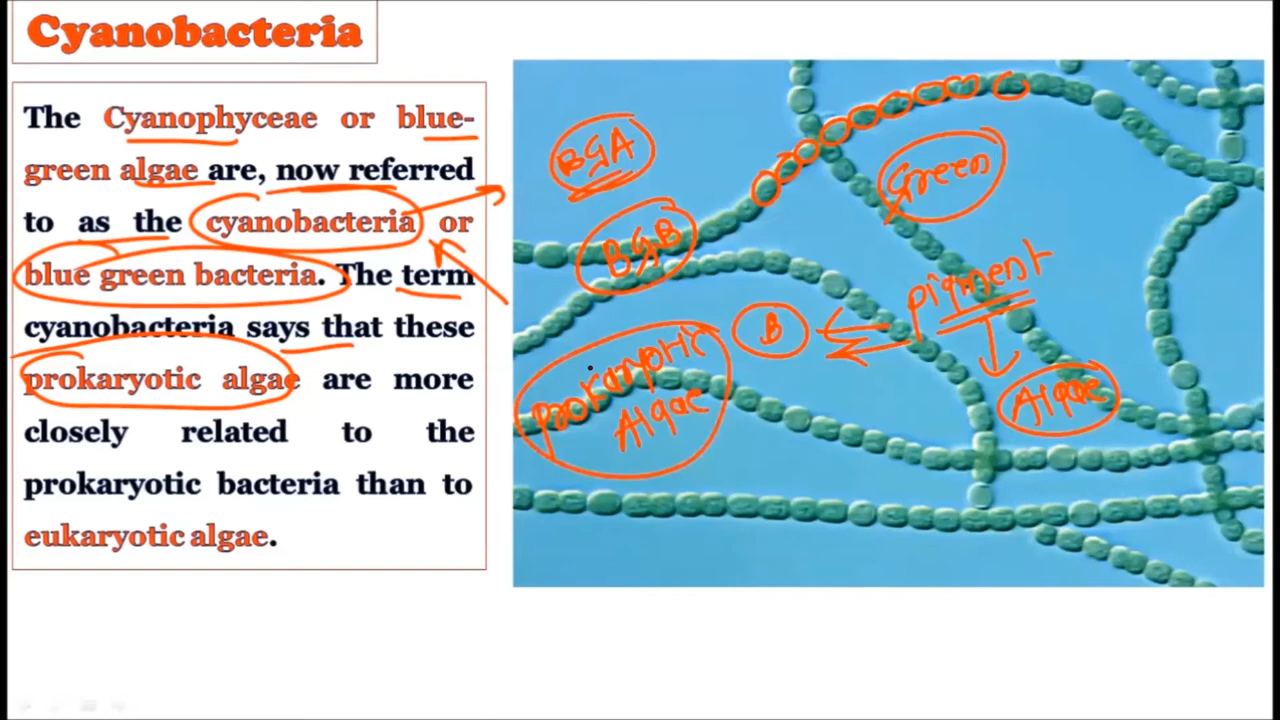 Cyanobacteria
The Cyanophyceae or blue-
green algae are, now referred
to as the cyanobacteria or
blue green bacteria. The term
cyanobacteria says that these
prokaryotic algae are more
closely related to the
prokaryotic bacteria than to
eukaryotic algae.
BGA
Green
BGB
pigment
B
Prokaryotic
Algae
Algae